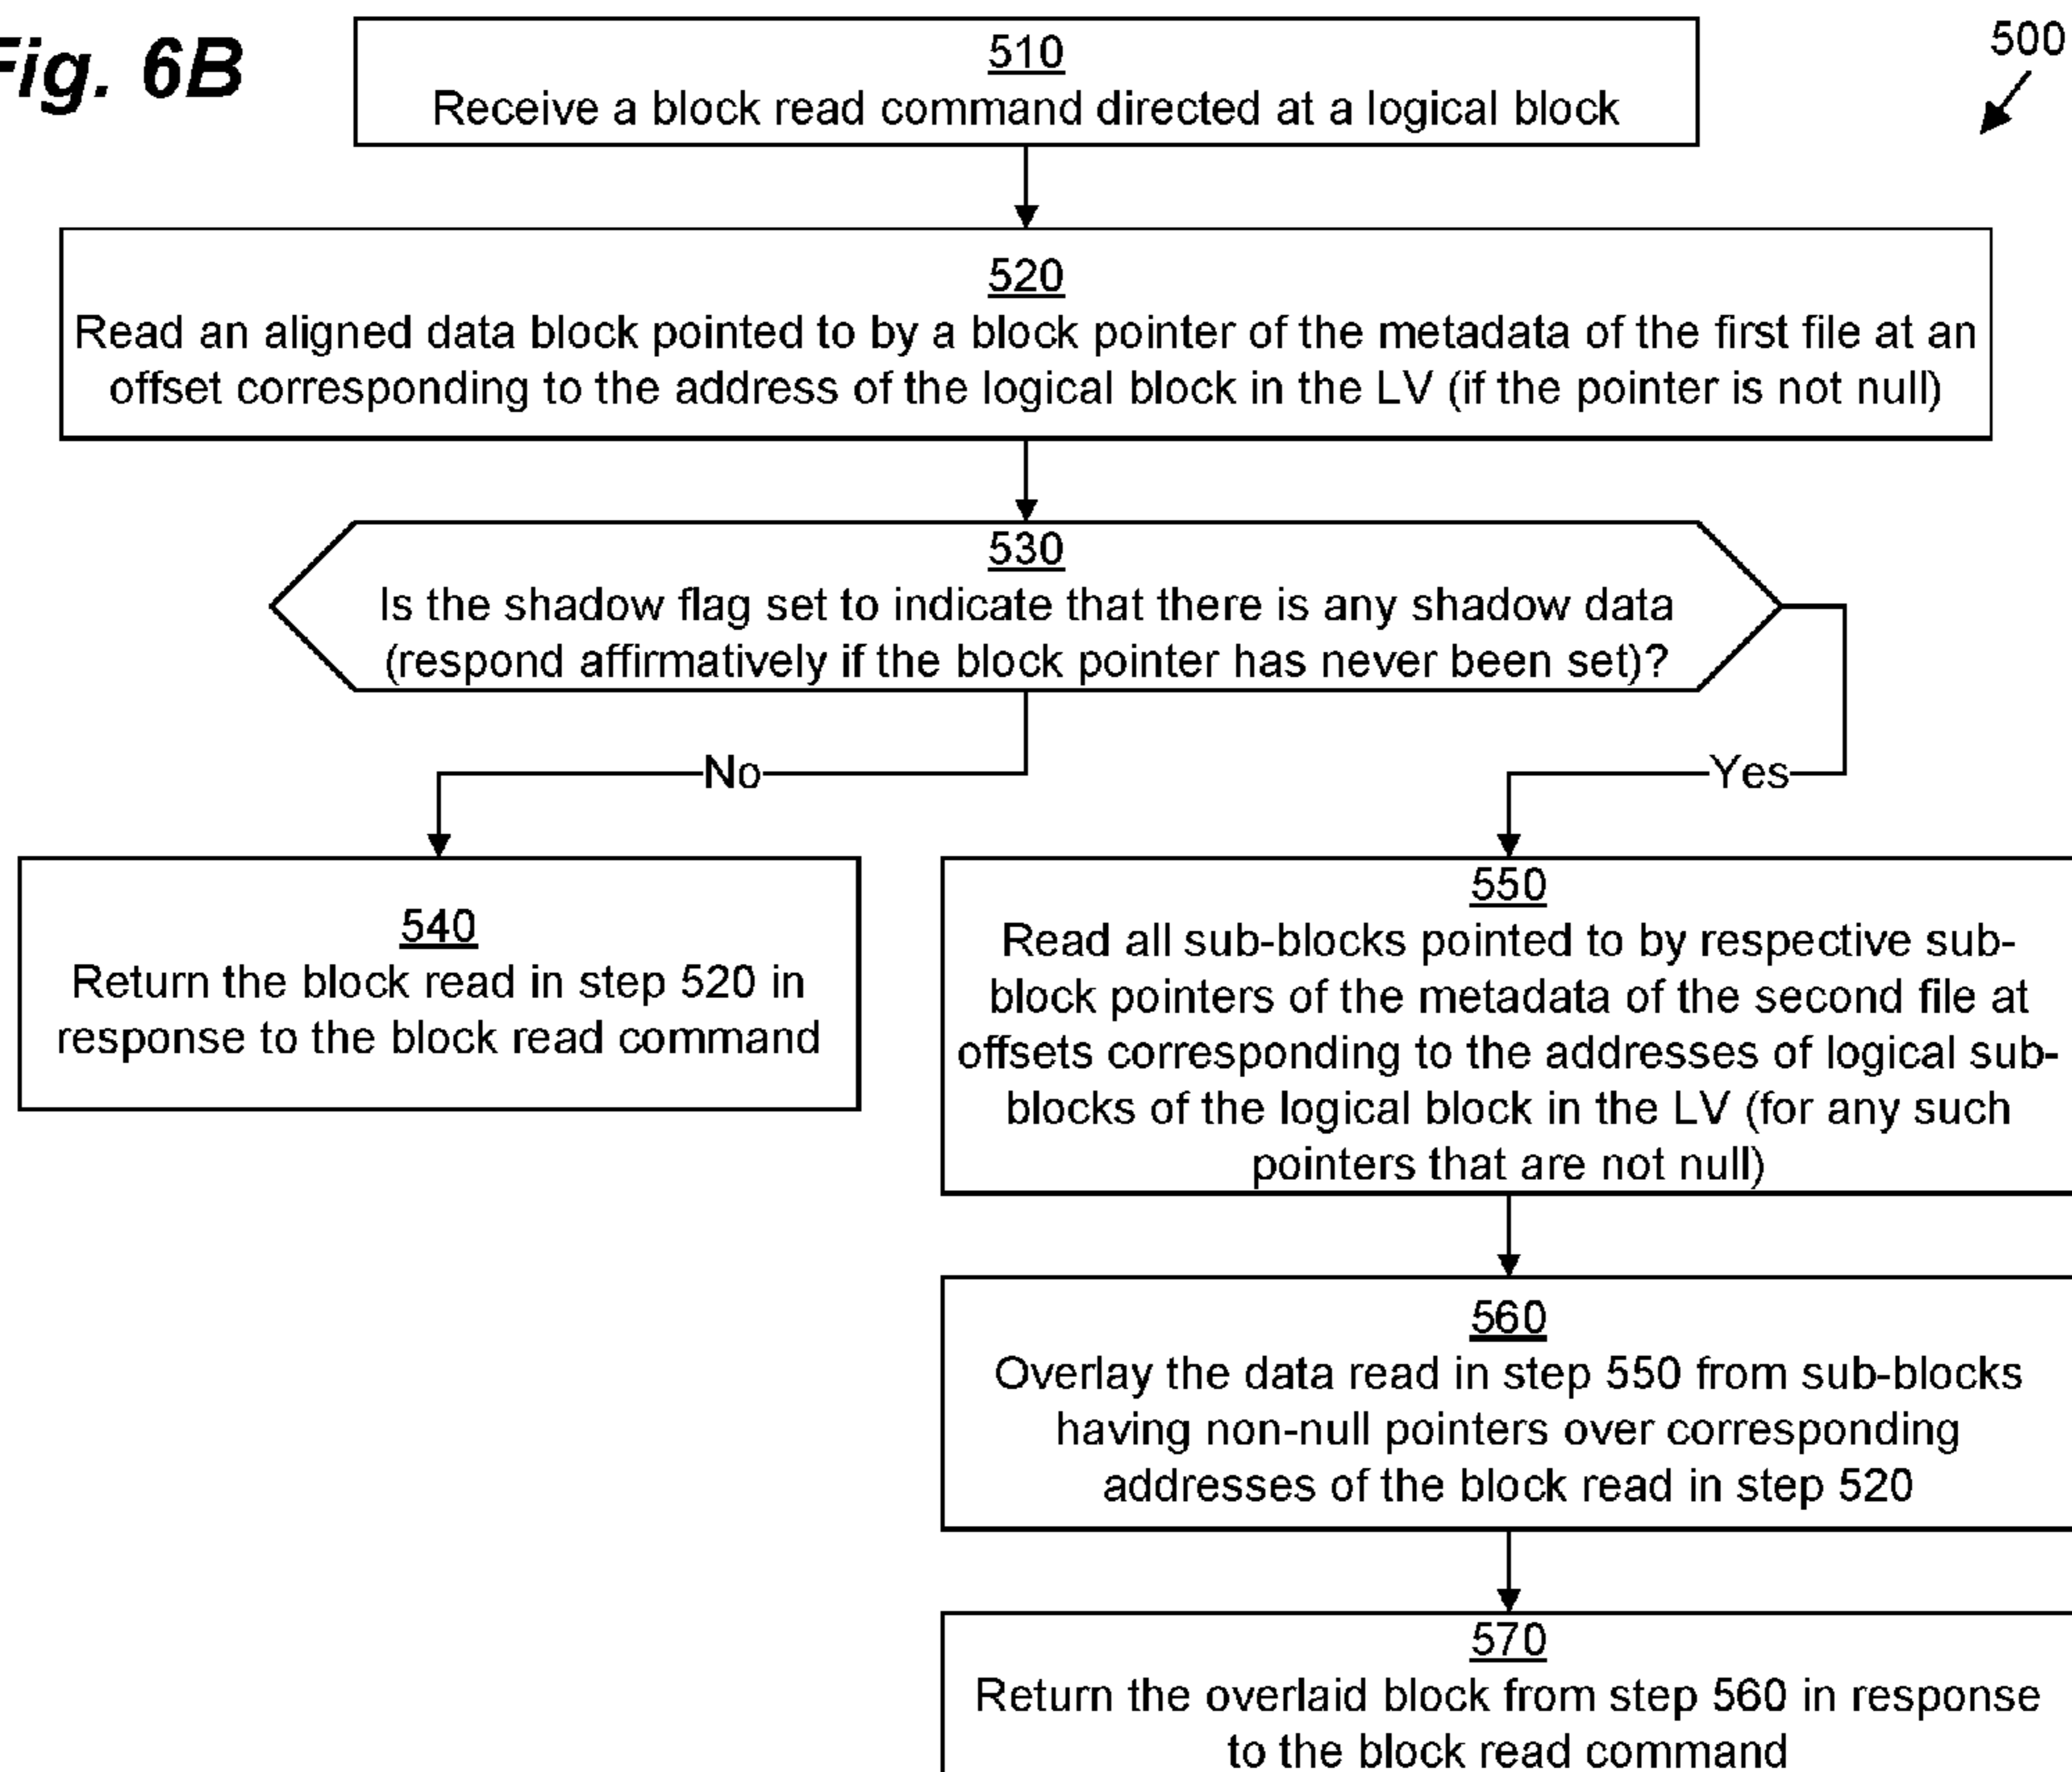 Fig. 6B
500
510
Receive a block read command directed at a logical block
520
Read an aligned data block pointed to by a block pointer of the metadata of the first file at an
offset corresponding to the address of the logical block in the LV (if the pointer is not null)
530
Is the shadow flag set to indicate that there is any shadow data
(respond affirmatively if the block pointer has never been set)?
No
Yes
540
Return the block read in step 520 in
response to the block read command
550
Read all sub-blocks pointed to by respective sub-
block pointers of the metadata of the second file at
offsets corresponding to the addresses of logical sub-
blocks of the logical block in the LV (for any such
pointers that are not null)
560
Overlay the data read in step 550 from sub-blocks
having non-null pointers over corresponding
addresses of the block read in step 520
570
Return the overlaid block from step 560 in response
to the block read command